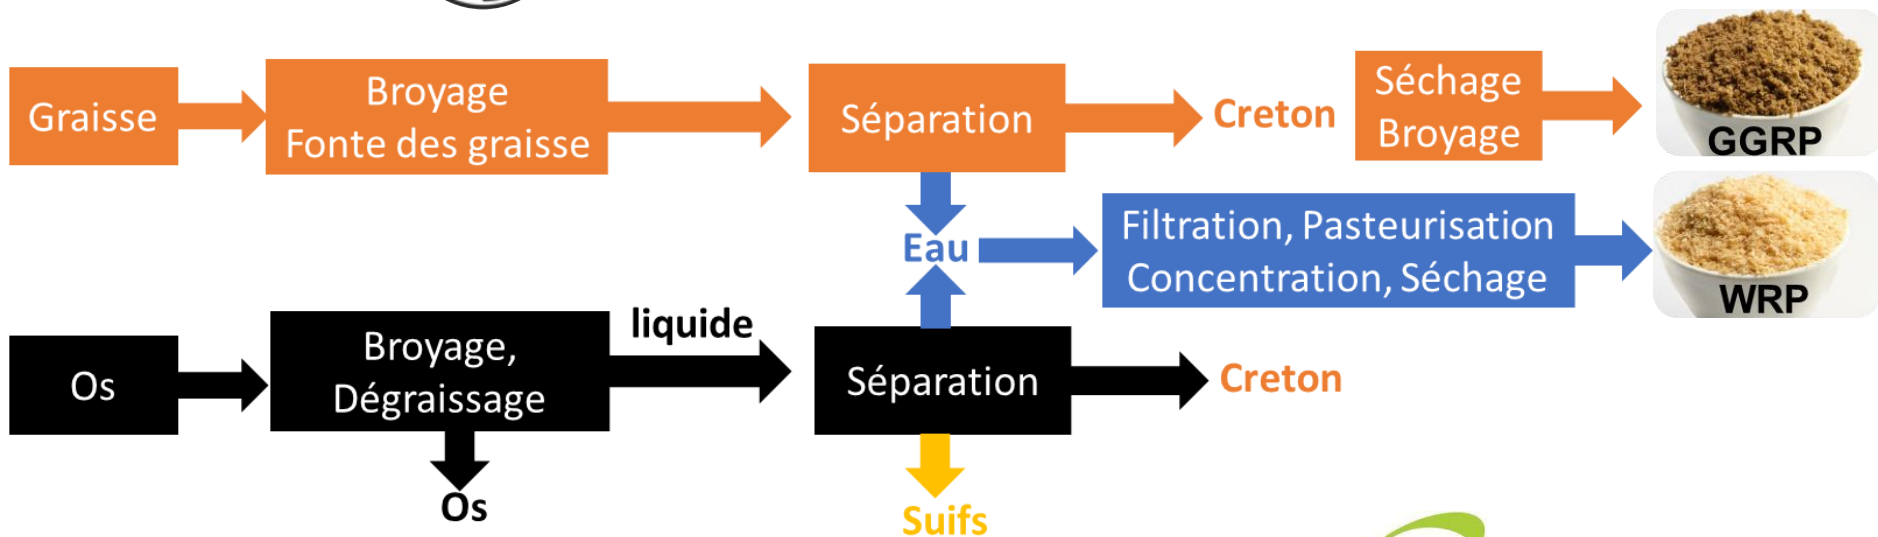 Graisse
Broyage
Fonte des graisse
Séparation
Creton
Séchage
Broyage
GGRP
Eau
Filtration, Pasteurisation
Concentration, Séchage
WRP
Os
Broyage,
Dégraissage
liquide
Séparation
Creton
Os
Suifs